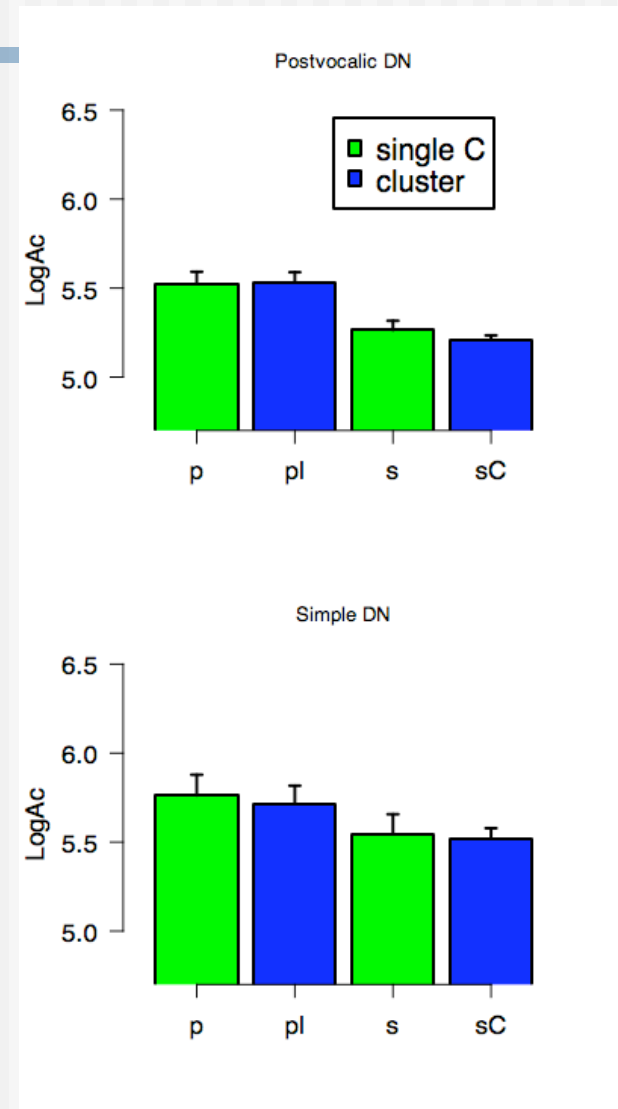 Postvocalic DN
6.5
6.0
5.5
5.0
LogAc
single C
cluster
p pl s sC
Simple DN
6.5
6.0
5.5
5.0
LogAc
p pl s sC